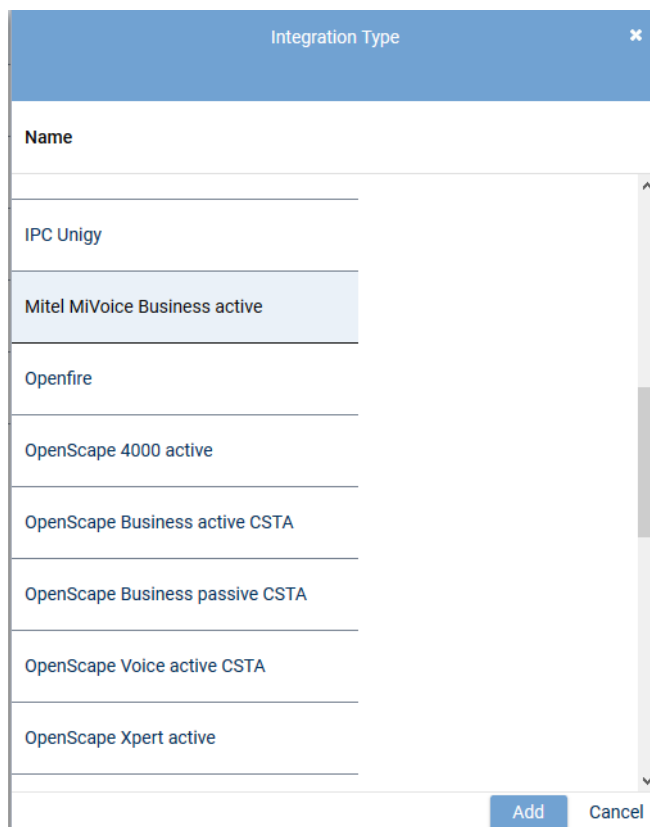 Integration Type
Name
IPC Unigy
Mitel MiVoice Business active
Openfire
OpenScape 4000 active
OpenScape Business active CSTA
OpenScape Business passive CSTA
OpenScape Voice active CSTA
OpenScape Xpert active
Add Cancel